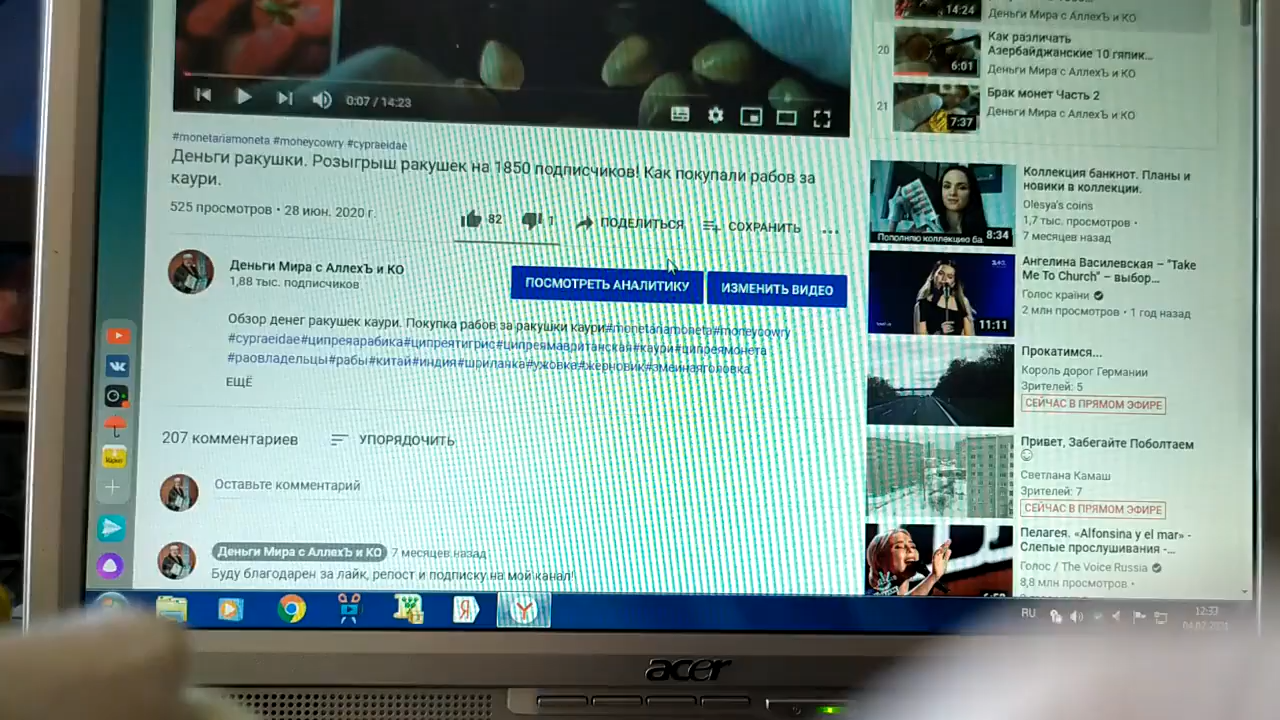 0:07 / 14:23
#monetariamoneta #moneycowry #cypraeidae
Деньги ракушки. Розыгрыш ракушек на 1850 подписчиков! Как покупали рабов за
каури.
525 просмотров • 28 июн. 2020 г.
82
1
ПОДЕЛИТЬСЯ
СОХРАНИТЬ
Деньги Мира с АллехЪ и КО
1,88 тыс. подписчиков
ПОСМОТРЕТЬ АНАЛИТИКУ
ИЗМЕНИТЬ ВИДЕО
Обзор денег ракушек каури. Покупка рабов за ракушки каури#monetariamoneta#moneycowry
#cypraeidae#ципреяарабика#ципреятигрис#ципреямавританская#каури#ципреямонета
#раовладельцы#рабы#китай#индия#шриланка#ужовка#жерновик#змеинаяголовка
ЕЩЁ
207 комментариев
УПОРЯДОЧИТЬ
Оставьте комментарий
Деньги Мира с АллехЪ и КО
7 месяцев назад
Буду благодарен за лайк, репост и подписку на мой канал!
14:24
Деньги Мира с АллехЪ и КО
20
6:01
Как различать
Азербайджанские 10 гяпик...
Деньги Мира с АллехЪ и КО
21
7:37
Брак монет Часть 2
Деньги Мира с АллехЪ и КО
Пополняю коллекцию ба
8:34
Коллекция банкнот. Планы и
новики в коллекции.
Olesya's coins
1,7 тыс. просмотров •
7 месяцев назад
11:11
Ангелина Василевская – "Take
Me To Church" – выбор...
Голос країни
2 млн просмотров • 1 год назад
Прокатимся...
Король дорог Германии
Зрителей: 5
СЕЙЧАС В ПРЯМОМ ЭФИРЕ
Привет, Забегайте Поболтаем
Светлана Камаш
Зрителей: 7
СЕЙЧАС В ПРЯМОМ ЭФИРЕ
Пелагея. «Alfonsina y el mar» -
Слепые прослушивания -...
Голос / The Voice Russia
8,8 млн просмотров •
RU
12:33
acer